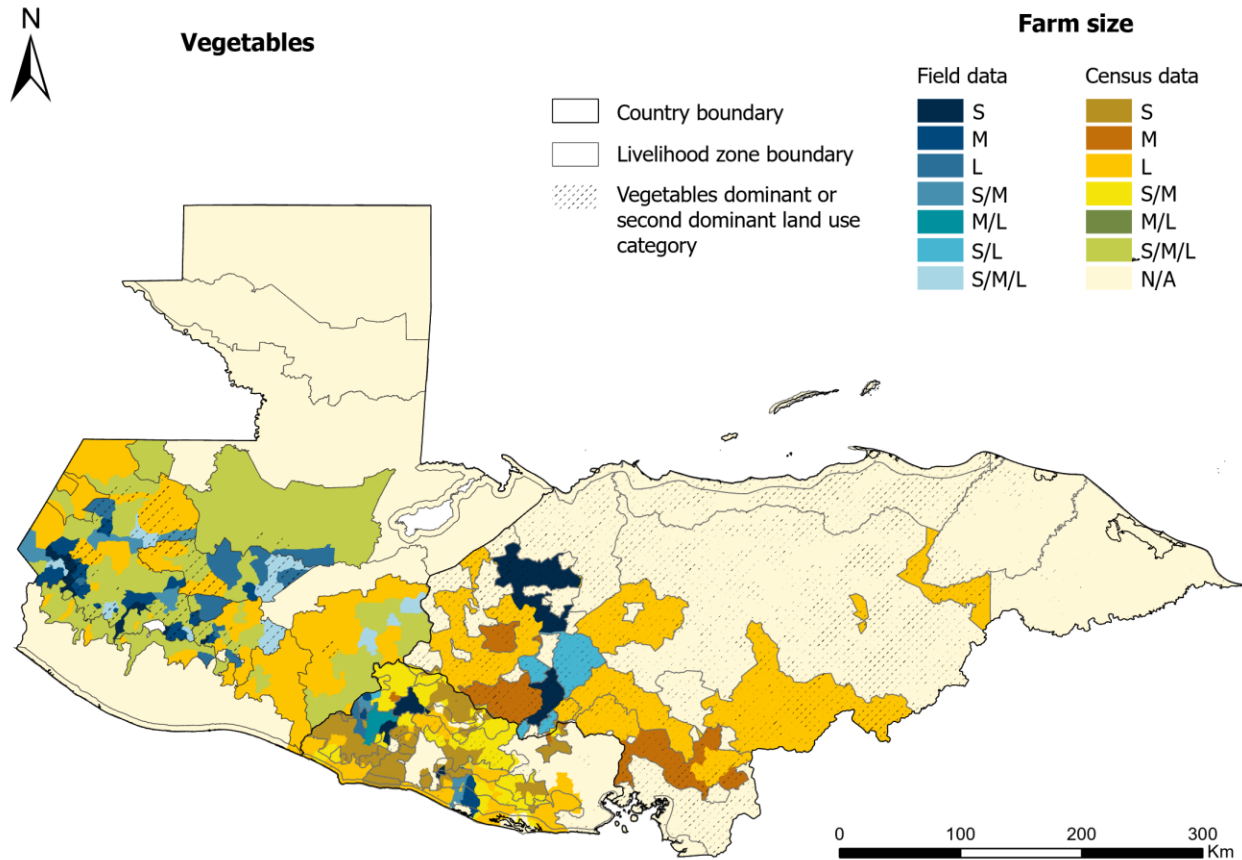 N
Vegetables
Farm size
Field data
Census data
Country boundary
Livelihood zone boundary
Vegetables dominant or
second dominant land use
category
S
M
L
S/M
M/L
S/L
S/M/L
S
M
L
S/M
M/L
S/M/L
N/A
0
100
200
300
Km